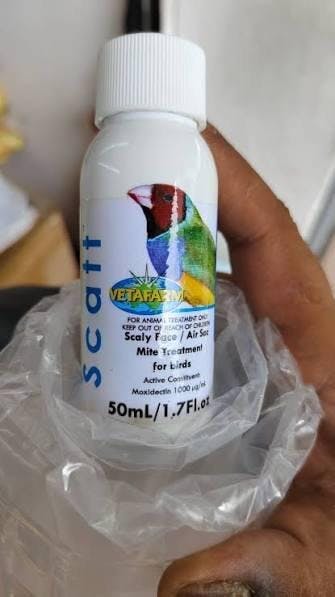 Scatt
VETAFARM
FOR ANIMAL TREATMENT ONLY
KEEP OUT OF REACH OF CHILDREN
Scaly Face / Air Sac
Mite Treatment
for birds
Active Constituent:
Moxidectin 1000 µg/ml
50mL/1.7Fl.oz